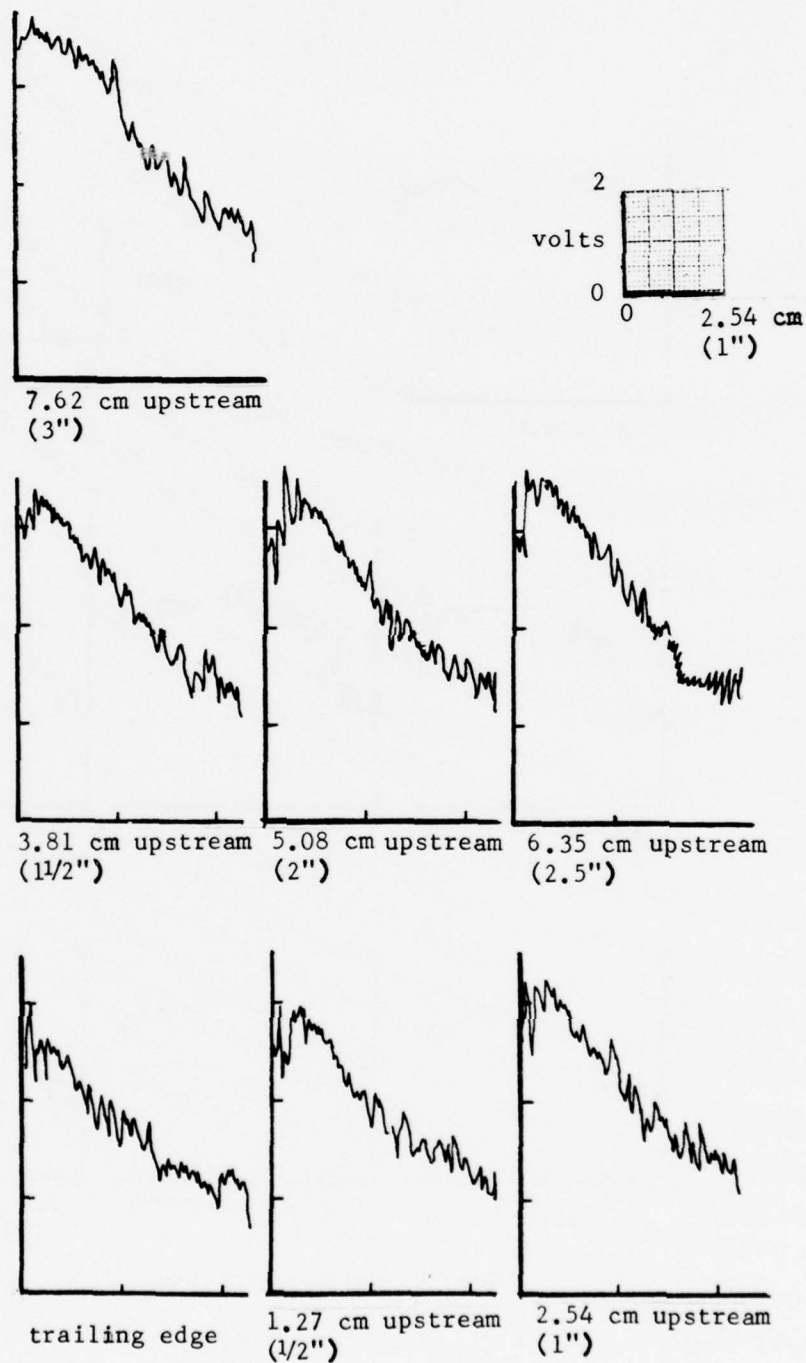 2
volts
0
0
2.54 cm
(1")
7.62 cm upstream
(3")
3.81 cm upstream
(1 1/2")
5.08 cm upstream
(2")
6.35 cm upstream
(2.5")
trailing edge
1.27 cm upstream
(1/2")
2.54 cm upstream
(1")